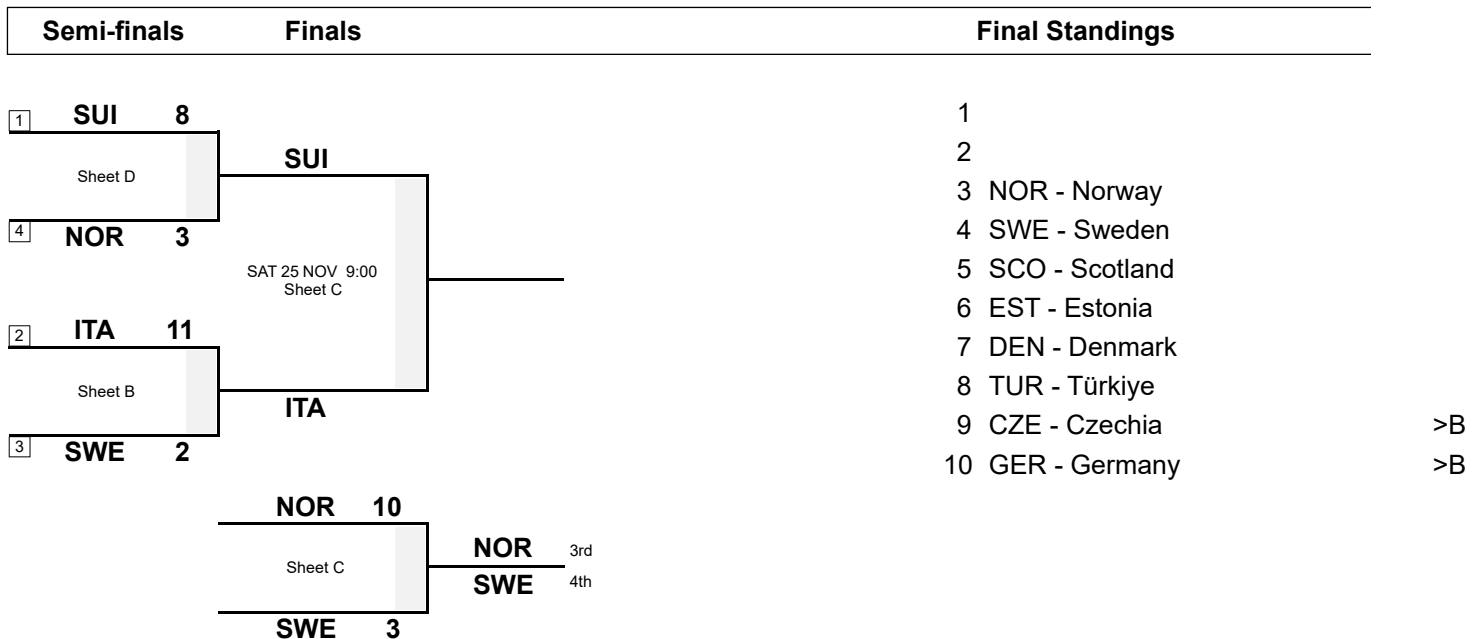 Semi-finals Finals Final Standings
1 SUI 8
Sheet D
4 NOR 3
SUI
SAT 25 NOV 9:00
Sheet C
2 ITA 11
Sheet B
3 SWE 2
ITA
NOR 10
Sheet C
SWE 3
NOR 3rd
SWE 4th
1
2
3 NOR - Norway
4 SWE - Sweden
5 SCO - Scotland
6 EST - Estonia
7 DEN - Denmark
8 TUR - Türkiye
9 CZE - Czechia >B
10 GER - Germany >B